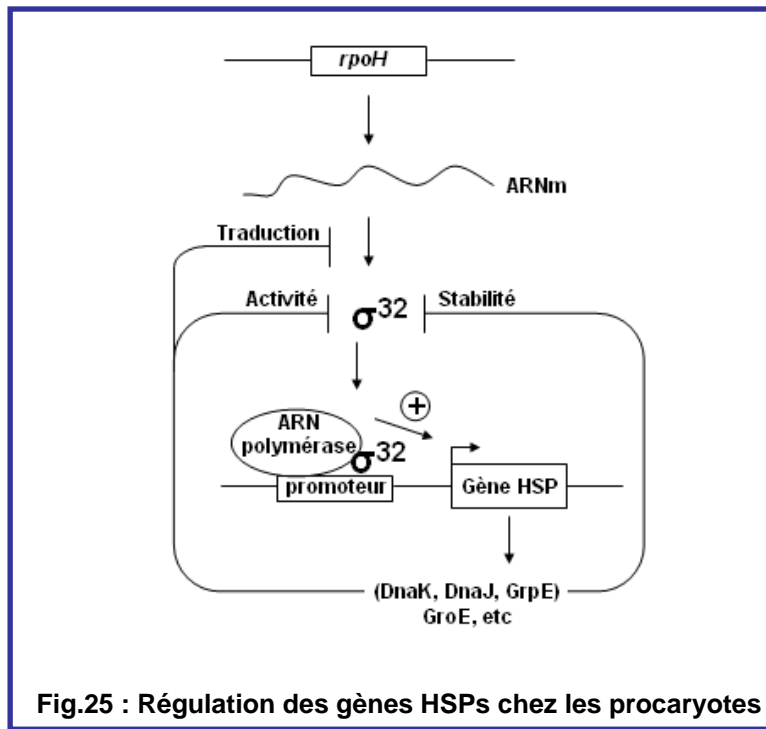 rpoH
ARNm
Traduction
Activité
σ32
Stabilité
+
ARN
polymérase
σ32
promoteur
Gène HSP
(DnaK, DnaJ, GrpE)
GroE, etc
Fig.25 : Régulation des gènes HSPs chez les procaryotes